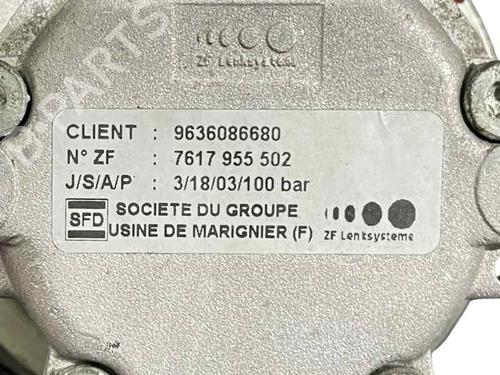 ZF Lenksysteme
CLIENT : 9636086680
N° ZF : 7617 955 502
J/S/A/P : 3/18/03/100 bar
SFD SOCIETE DU GROUPE
USINE DE MARIGNIER (F) ZF Lenksysteme
PARTS